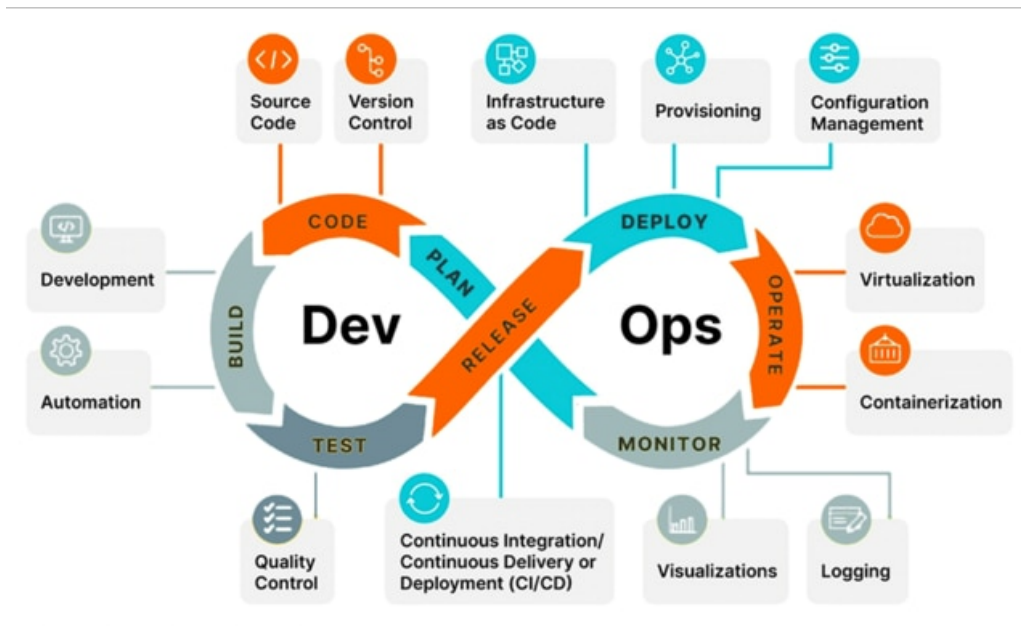 Source
Code
Version
Control
Infrastructure
as Code
Provisioning
Configuration
Management
CODE
DEPLOY
Development
PLAN
Virtualization
Dev
Ops
BUILD
RELEASE
OPERATE
Automation
Containerization
TEST
MONITOR
Quality
Control
Continuous Integration/
Continuous Delivery or
Deployment (CI/CD)
Visualizations
Logging